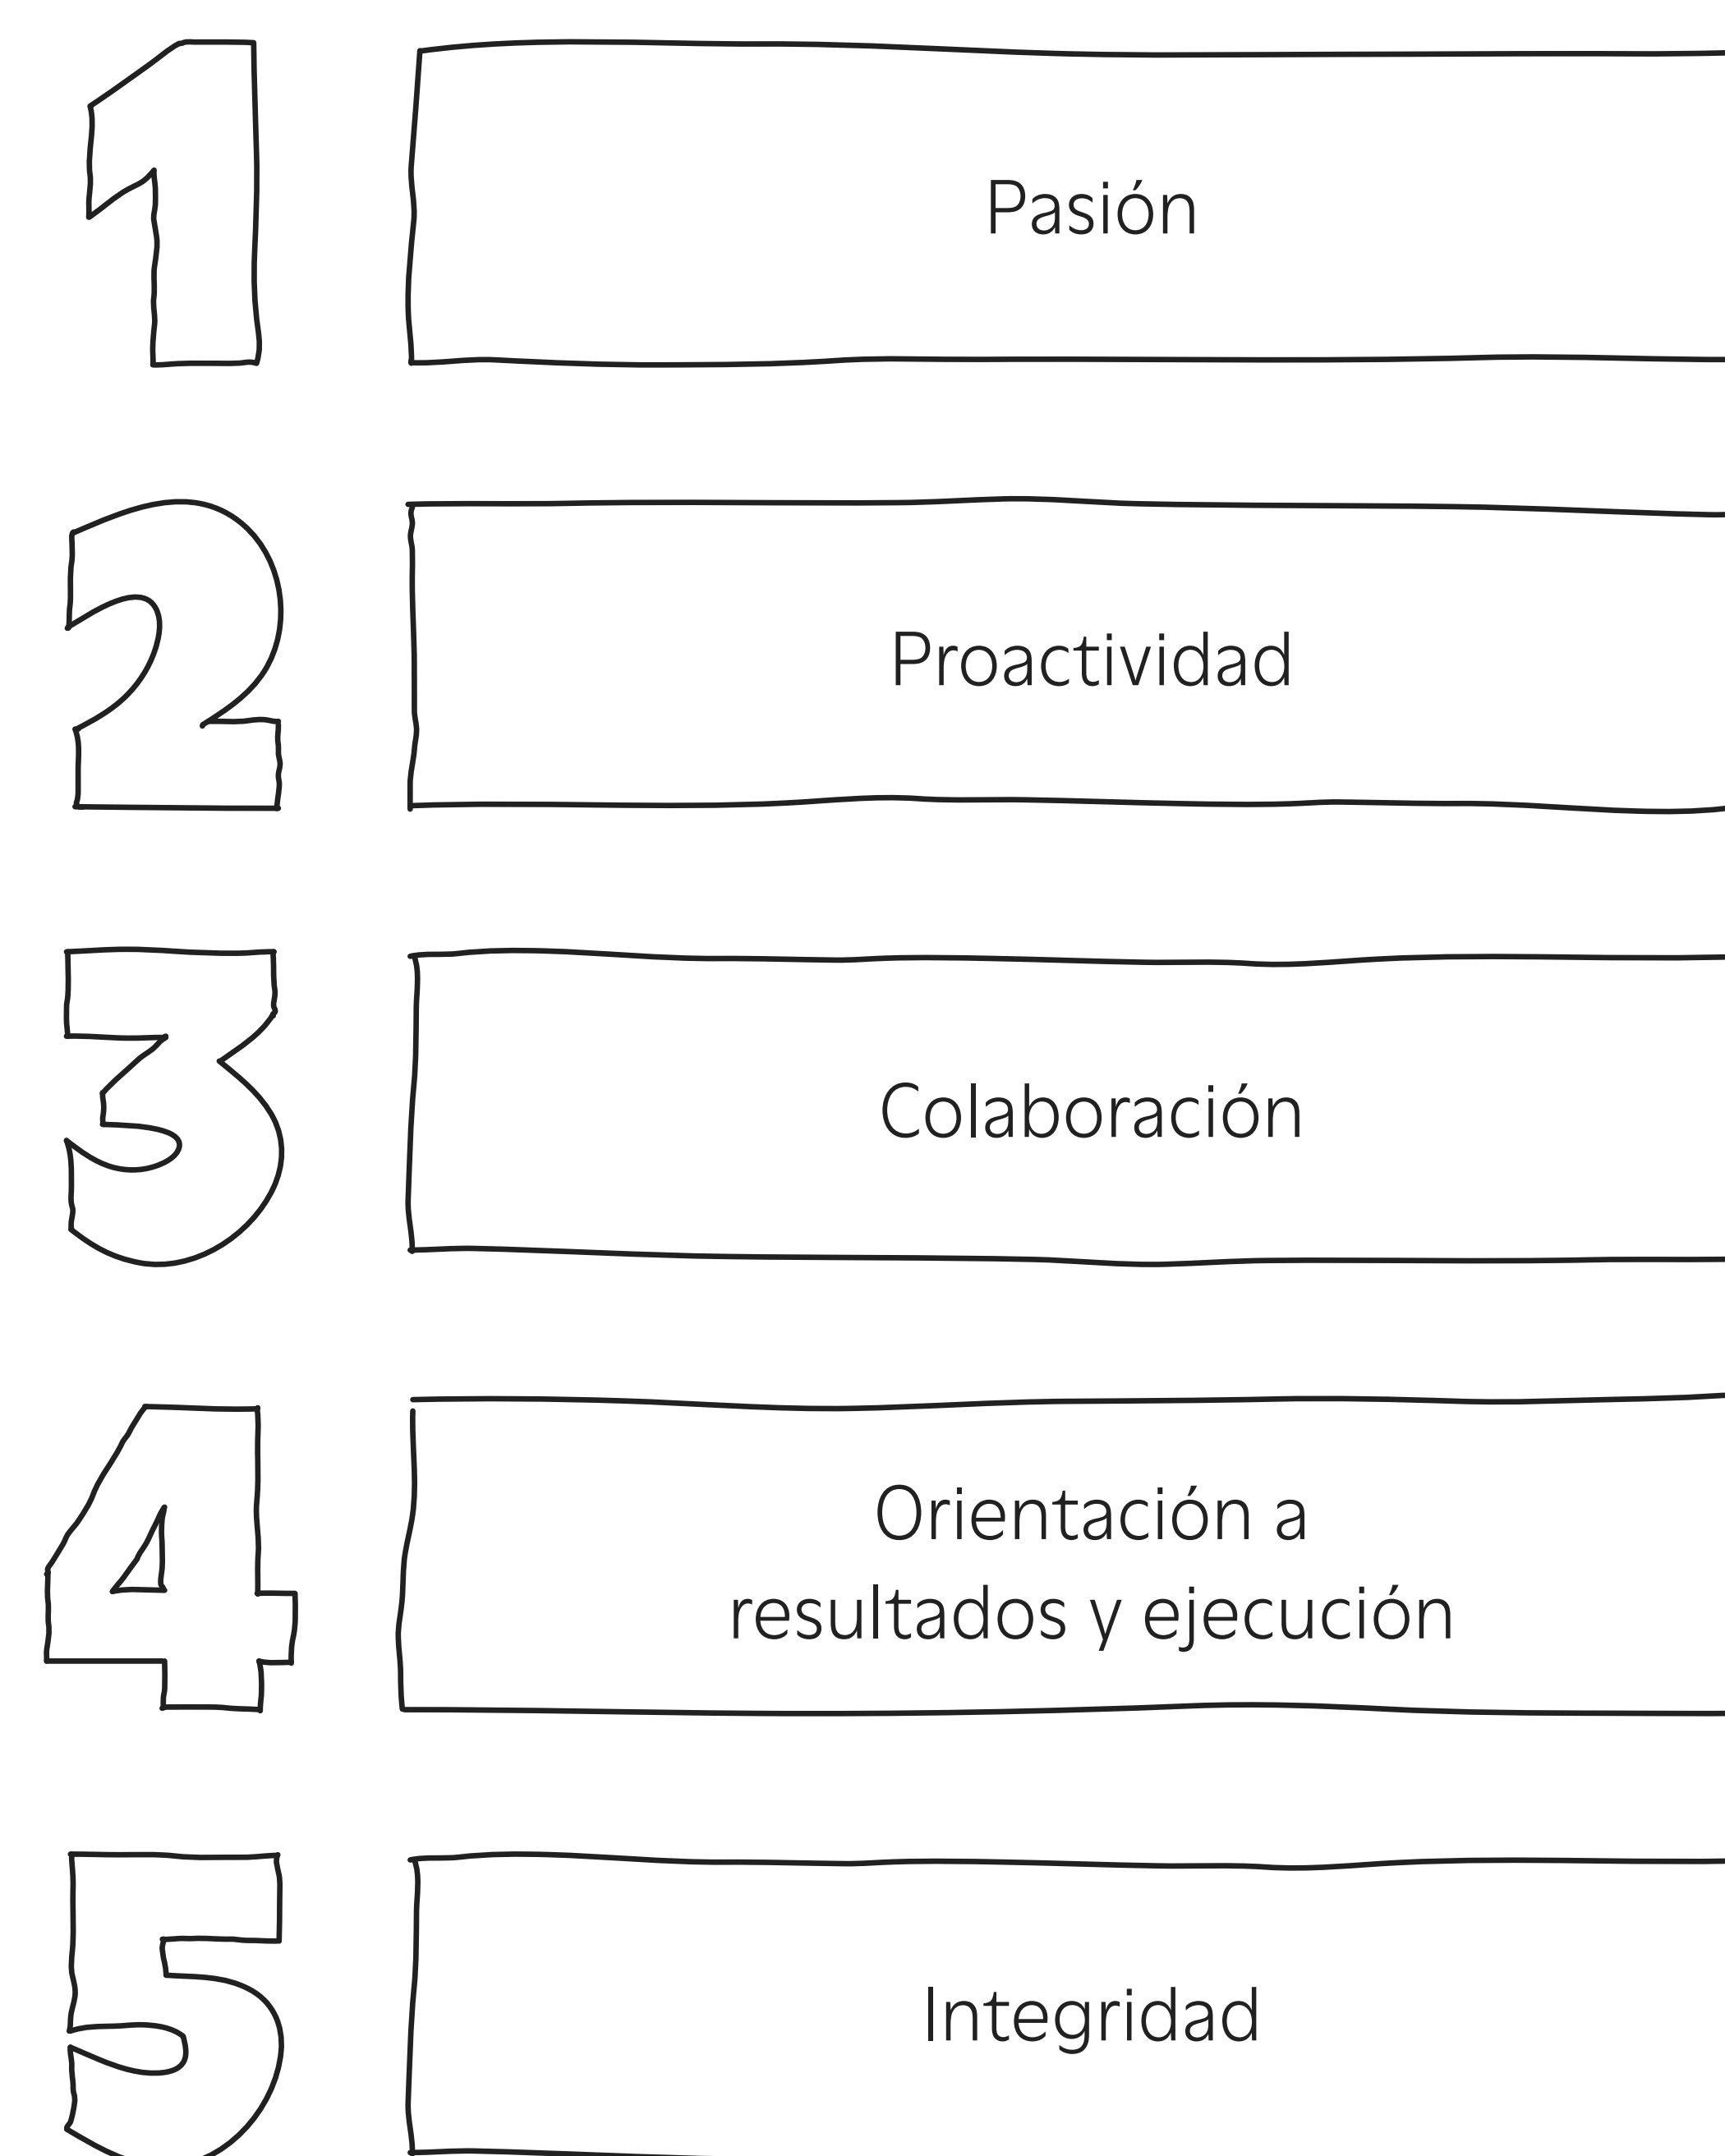 1
Pasión
2
Proactividad
3
Colaboración
4
Orientación a
resultados y ejecución
5
Integridad